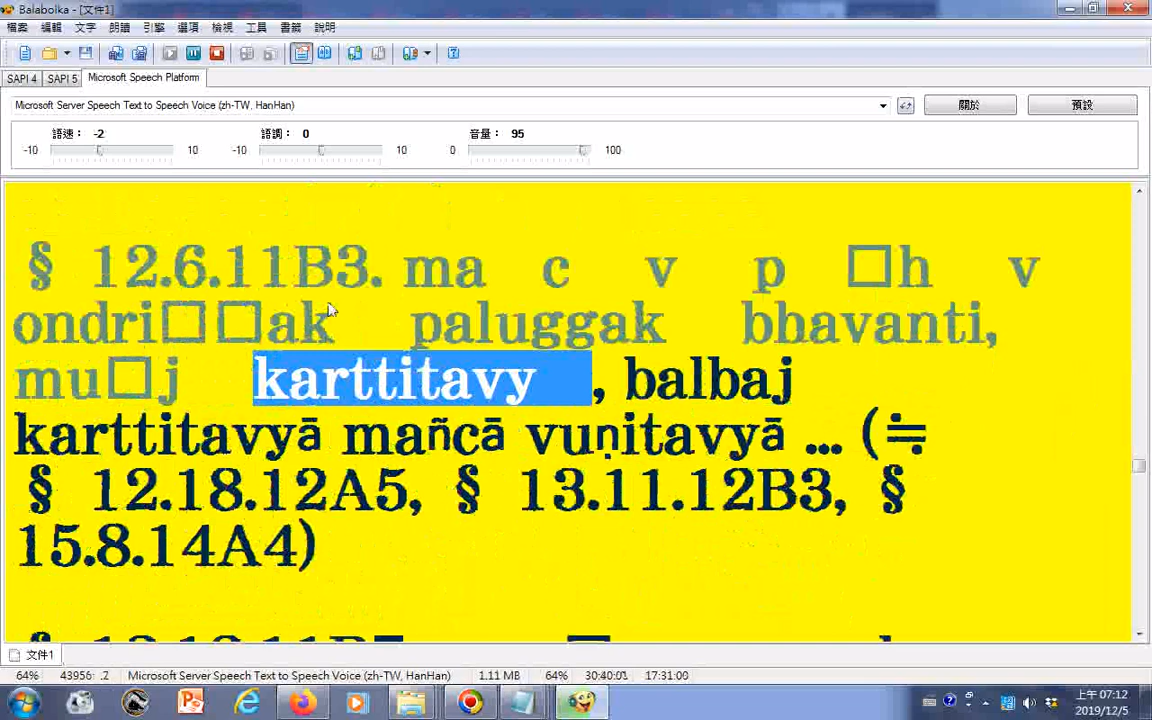 Balabolka - [文件1]
檔案 編輯 文字 朗讀 引擎 選項 檢視 工具 書籤 說明
SAPI 4 SAPI 5 Microsoft Speech Platform
Microsoft Server Speech Text to Speech Voice (zh-TW, HanHan) 關於 預設
語速： -2 語調： 0 音量： 95
-10 10 -10 10 0 100
§ 12.6.11B3. ma c v p □h v
ondri□□ak paluggak bhavanti,
mu□j karttitavy , balbaj
karttitavyā mañcā vuṇitavyā ... (≒
§ 12.18.12A5, § 13.11.12B3, §
15.8.14A4)
文件1
64% 43956: .2 Microsoft Server Speech Text to Speech Voice (zh-TW, HanHan) 1.11 MB 64% 17:31:00
上午 07:12
2019/12/5